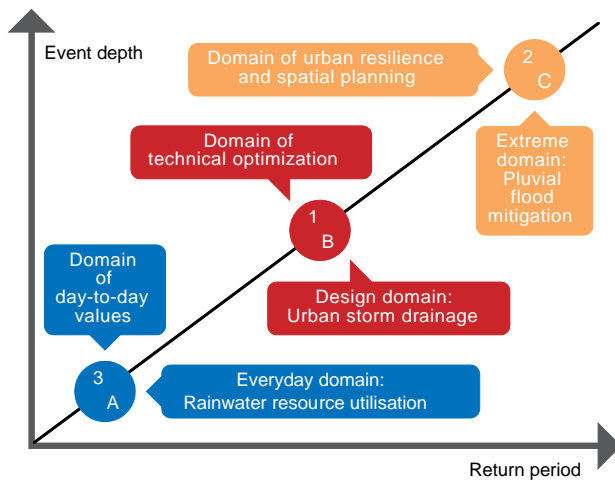 Event depth
Domain of urban resilience
and spatial planning
2
C
Domain of
technical optimization
Extreme
domain:
Pluvial
flood
mitigation
1
B
Domain
of
day-to-day
values
Design domain:
Urban storm drainage
3
A
Everyday domain:
Rainwater resource utilisation
Return period